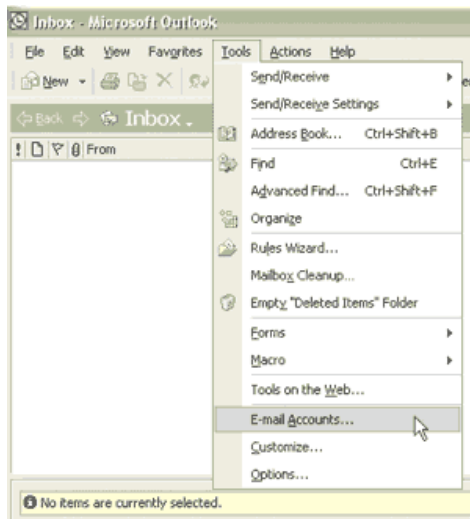 Inbox - Microsoft Outlook
File Edit View Favorites Tools Actions Help
New
Back Inbox
! From
Send/Receive
Send/Receive Settings
Address Book... Ctrl+Shift+B
Find Ctrl+E
Advanced Find... Ctrl+Shift+F
Organize
Rules Wizard...
Mailbox Cleanup...
Empty "Deleted Items" Folder
Forms
Macro
Tools on the Web...
E-mail Accounts...
Customize...
Options...
No items are currently selected.